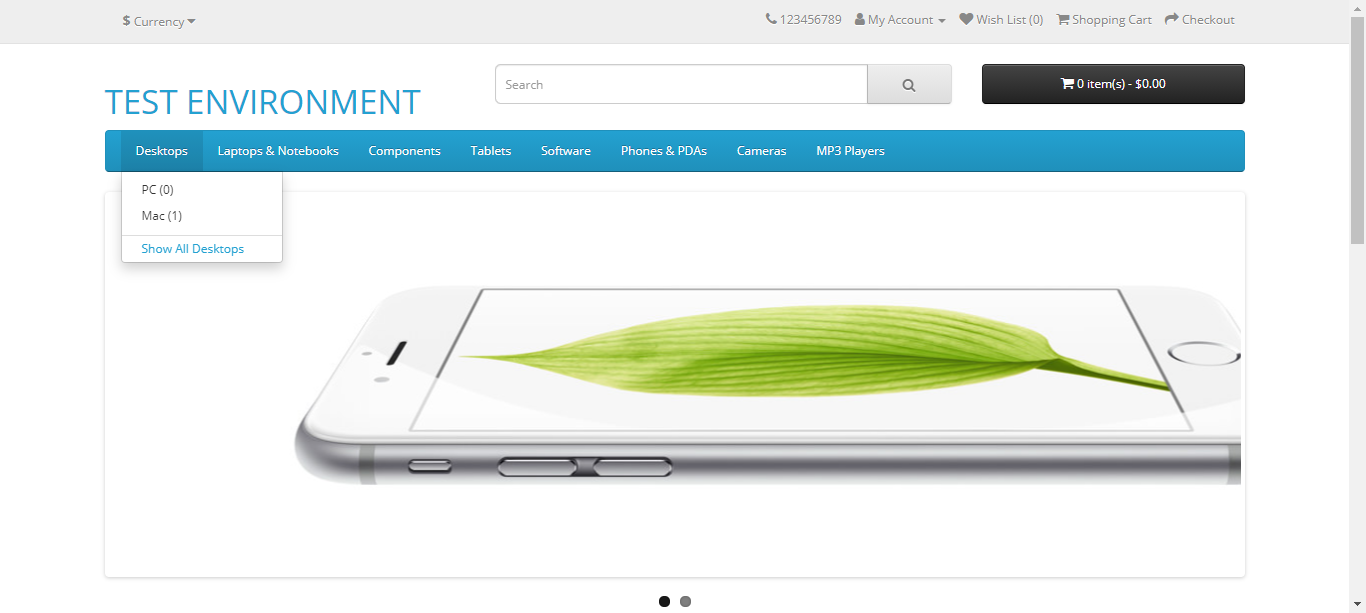 $ Currency
123456789 My Account Wish List (0) Shopping Cart Checkout
TEST ENVIRONMENT
Search
0 item(s) - $0.00
Desktops Laptops & Notebooks Components Tablets Software Phones & PDAs Cameras MP3 Players
PC (0)
Mac (1)
Show All Desktops